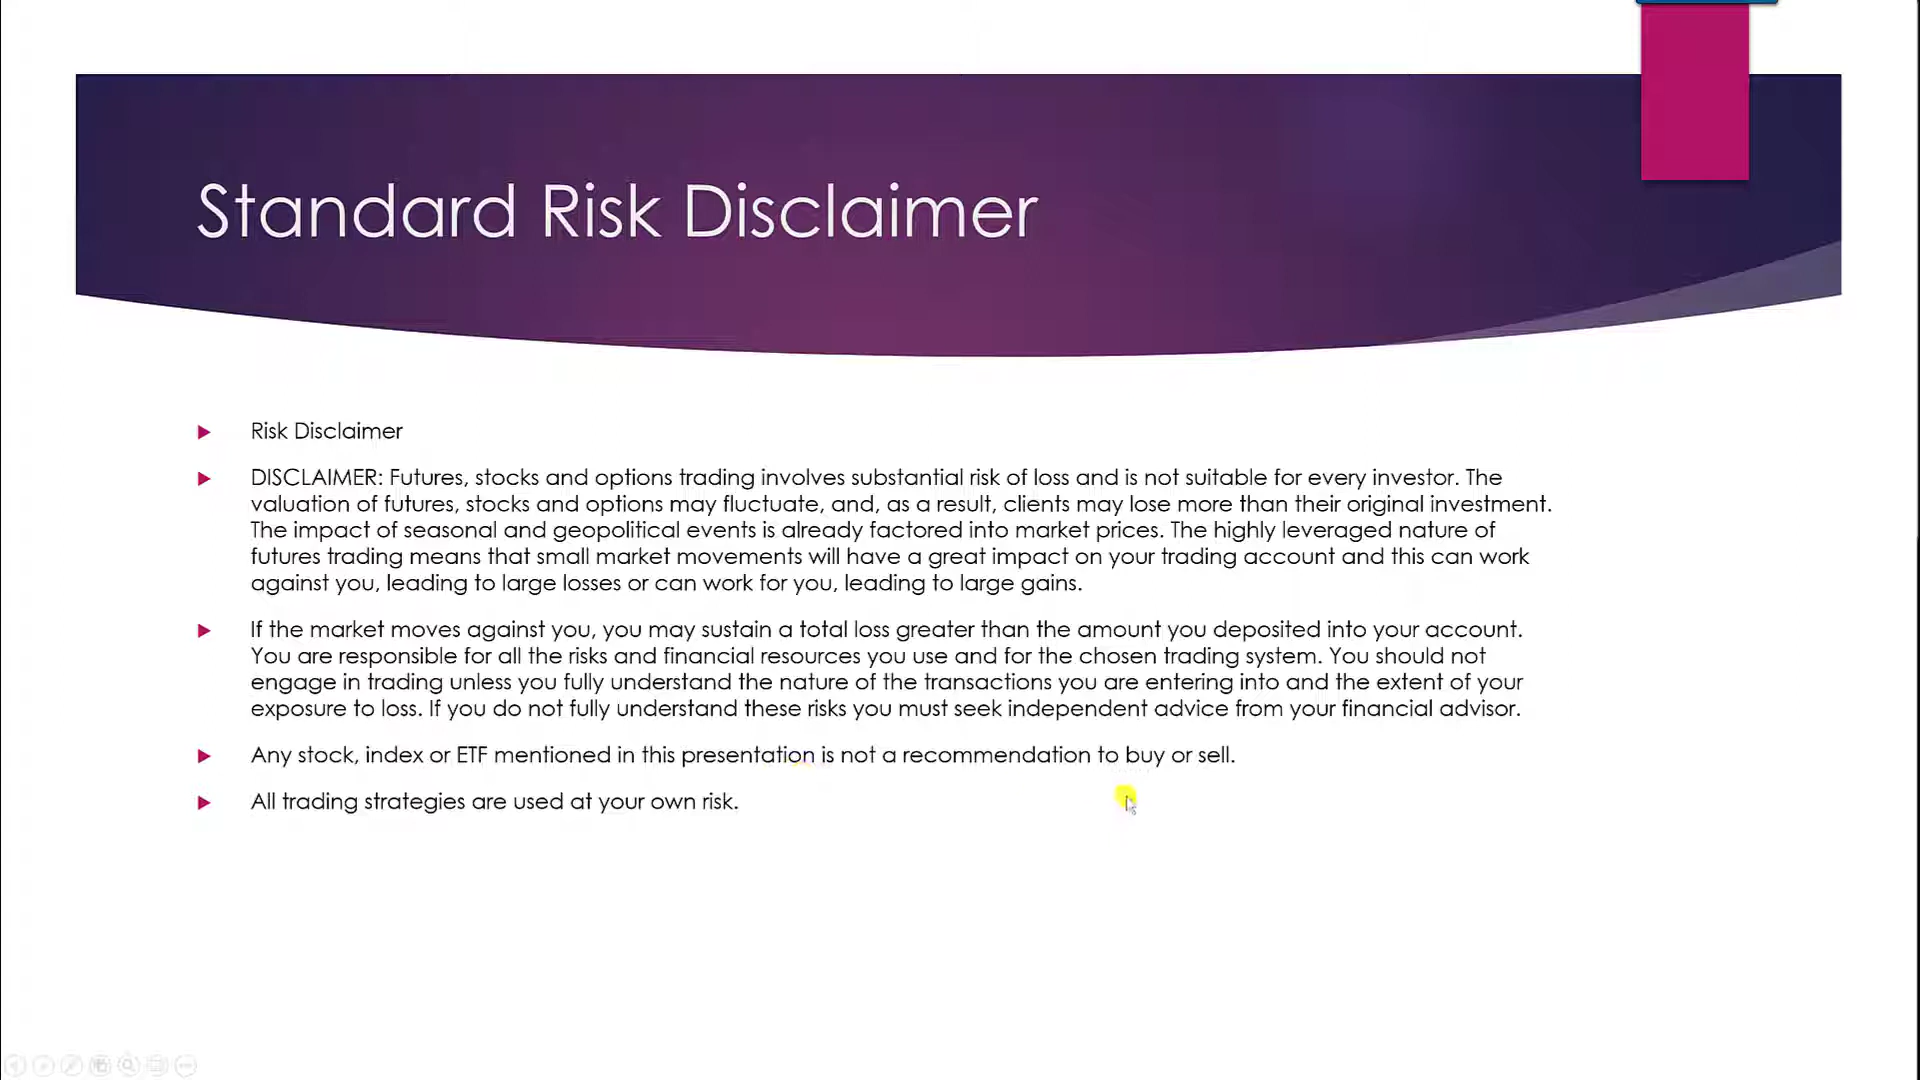 Standard Risk Disclaimer
Risk Disclaimer
DISCLAIMER: Futures, stocks and options trading involves substantial risk of loss and is not suitable for every investor. The
valuation of futures, stocks and options may fluctuate, and, as a result, clients may lose more than their original investment.
The impact of seasonal and geopolitical events is already factored into market prices. The highly leveraged nature of
futures trading means that small market movements will have a great impact on your trading account and this can work
against you, leading to large losses or can work for you, leading to large gains.
If the market moves against you, you may sustain a total loss greater than the amount you deposited into your account.
You are responsible for all the risks and financial resources you use and for the chosen trading system. You should not
engage in trading unless you fully understand the nature of the transactions you are entering into and the extent of your
exposure to loss. If you do not fully understand these risks you must seek independent advice from your financial advisor.
Any stock, index or ETF mentioned in this presentation is not a recommendation to buy or sell.
All trading strategies are used at your own risk.